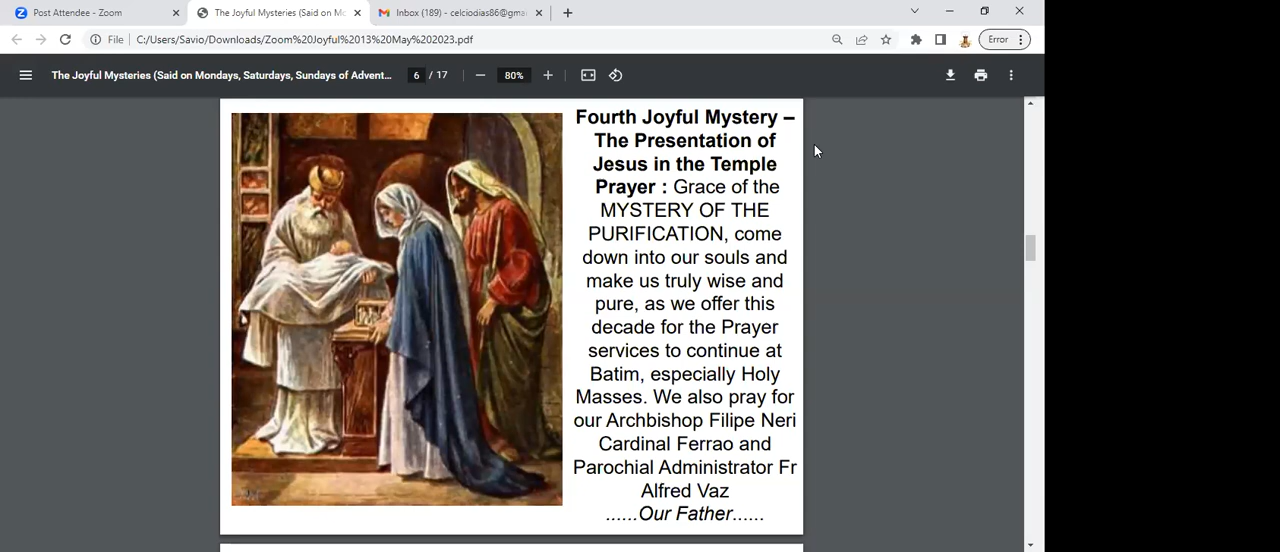 Post Attendee - Zoom
The Joyful Mysteries (Said on Mo
Inbox (189) - celciodias86@gma
File
C:/Users/Savio/Downloads/Zoom%20Joyful%2013%20May%202023.pdf
Error
The Joyful Mysteries (Said on Mondays, Saturdays, Sundays of Advent...
6 / 17
80%
Fourth Joyful Mystery –
The Presentation of
Jesus in the Temple
Prayer : Grace of the
MYSTERY OF THE
PURIFICATION, come
down into our souls and
make us truly wise and
pure, as we offer this
decade for the Prayer
services to continue at
Batim, especially Holy
Masses. We also pray for
our Archbishop Filipe Neri
Cardinal Ferrao and
Parochial Administrator Fr
Alfred Vaz
......Our Father......